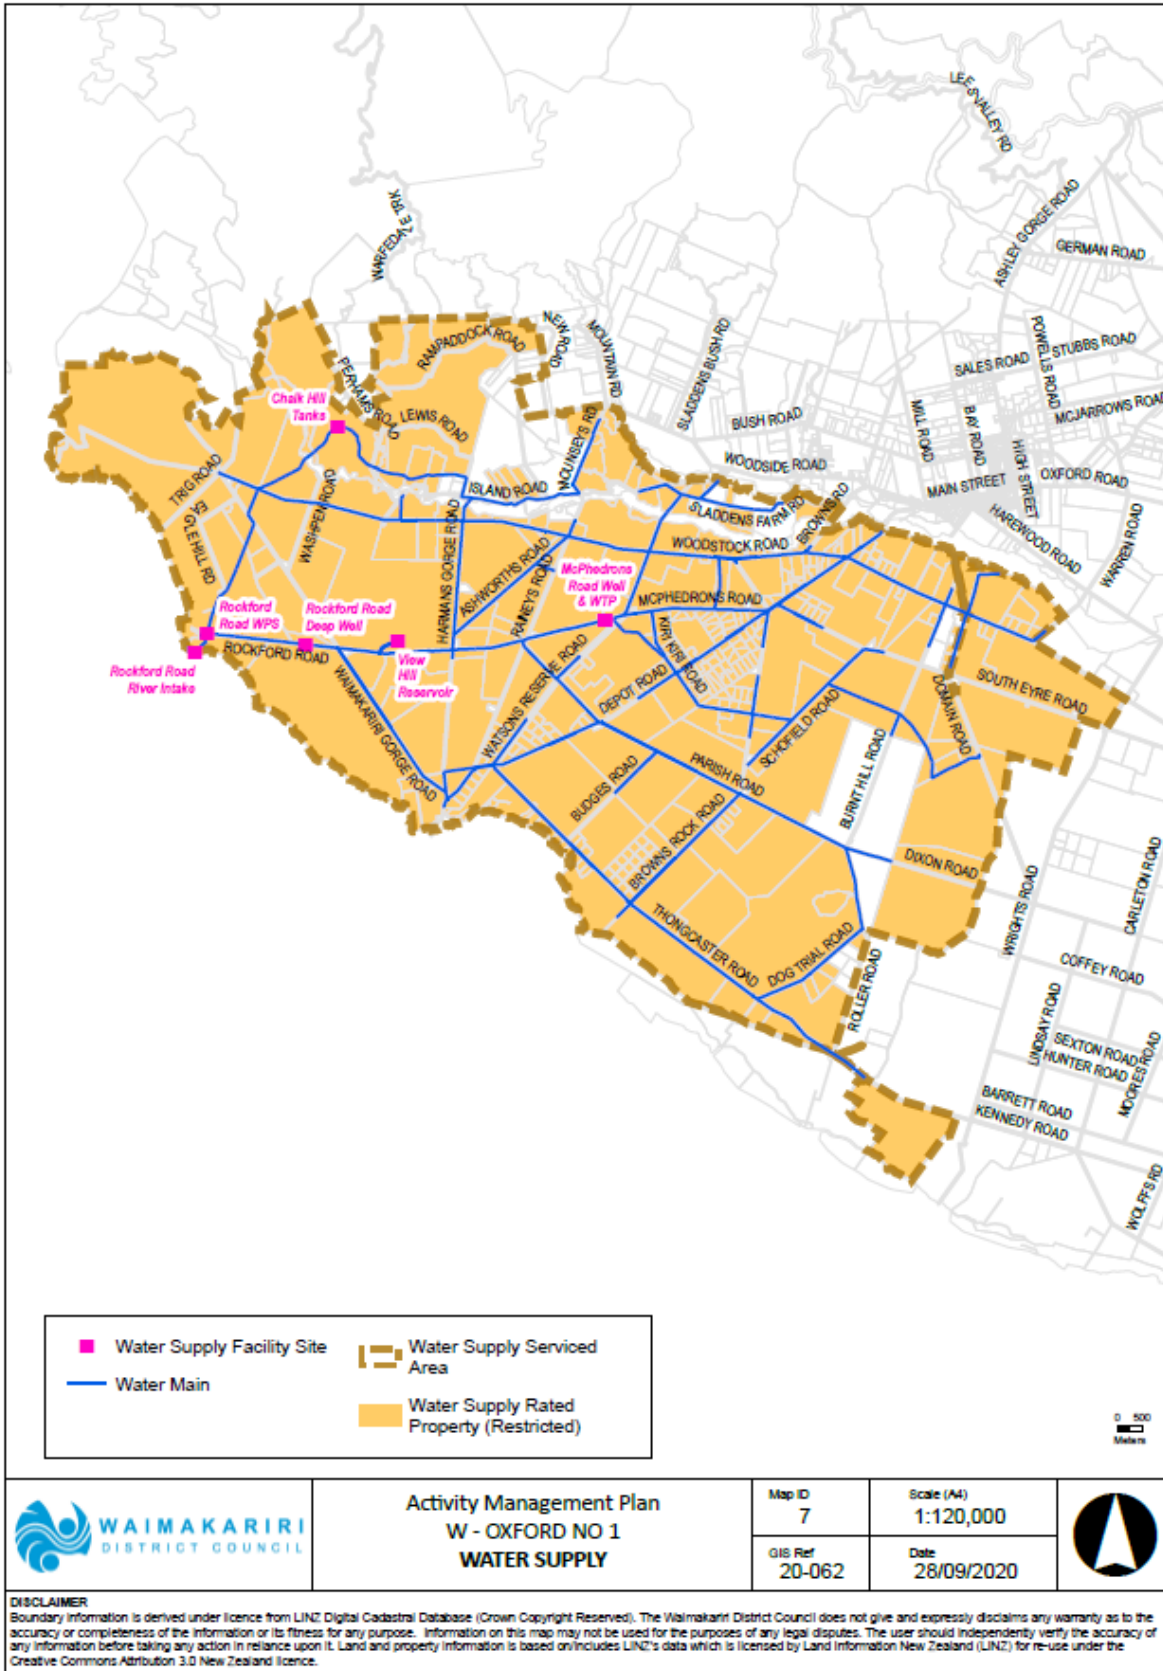 LEES VALLEY RD
ASHLEY GORGE ROAD
GERMAN ROAD
WARFEDALE TRK
NEW ROAD
MOUNTAIN RD
SLADDENS BUSH RD
POWELLS ROAD
STUBBS ROAD
SALES ROAD
RAMPADDOCK ROAD
PERHAMS ROAD
LEWIS ROAD
Chalk Hill
Tanks
MOUNSEYS RD
BUSH ROAD
MILL ROAD
BAY ROAD
HIGH STREET
MCJARROWS ROAD
WOODSIDE ROAD
MAIN STREET
OXFORD ROAD
HAREWOOD ROAD
WARREN ROAD
TRIG ROAD
EAGLE HILL RD
WASHPEN ROAD
ISLAND ROAD
HARMANS GORGE ROAD
SLADDENS FARM RD
BROWNS RD
WOODSTOCK ROAD
ASHWORTHS ROAD
RAINEYS ROAD
McPhedrons
Road Well
& WTP
MCPHEDRONS ROAD
Rockford
Road WPS
Rockford Road
Deep Well
ROCKFORD ROAD
Rockford Road
River Intake
View
Hill
Reservoir
KIRI KIRI ROAD
WAIMAKARIRI GORGE ROAD
WATSONS RESERVE ROAD
DEPOT ROAD
SCHOFIELD ROAD
DOMAIN ROAD
SOUTH EYRE ROAD
BURNT HILL ROAD
PARISH ROAD
BUDGES ROAD
BROWNS ROCK ROAD
DIXON ROAD
WRIGHTS ROAD
CARLETON ROAD
THONGCASTER ROAD
DOG TRIAL ROAD
ROLLER ROAD
COFFEY ROAD
LINDSAY ROAD
SEXTON ROAD
HUNTER ROAD
MOORES ROAD
BARRETT ROAD
KENNEDY ROAD
WOLFFS RD
Water Supply Facility Site
Water Main
Water Supply Serviced
Area
Water Supply Rated
Property (Restricted)
0 500
Meters
WAIMAKARIRI
DISTRICT COUNCIL
Activity Management Plan
W - OXFORD NO 1
WATER SUPPLY
Map ID
7
Scale (A4)
1:120,000
GIS Ref
20-062
Date
28/09/2020
DISCLAIMER
Boundary Information is derived under licence from LINZ Digital Cadastral Database (Crown Copyright Reserved). The Waimakariri District Council does not give and expressly disclaims any warranty as to the
accuracy or completeness of the information or its fitness for any purpose. Information on this map may not be used for the purposes of any legal disputes. The user should independently verify the accuracy of
any information before taking any action in reliance upon it. Land and property information is based on/includes LINZ's data which is licensed by Land Information New Zealand (LINZ) for re-use under the
Creative Commons Attribution 3.0 New Zealand licence.